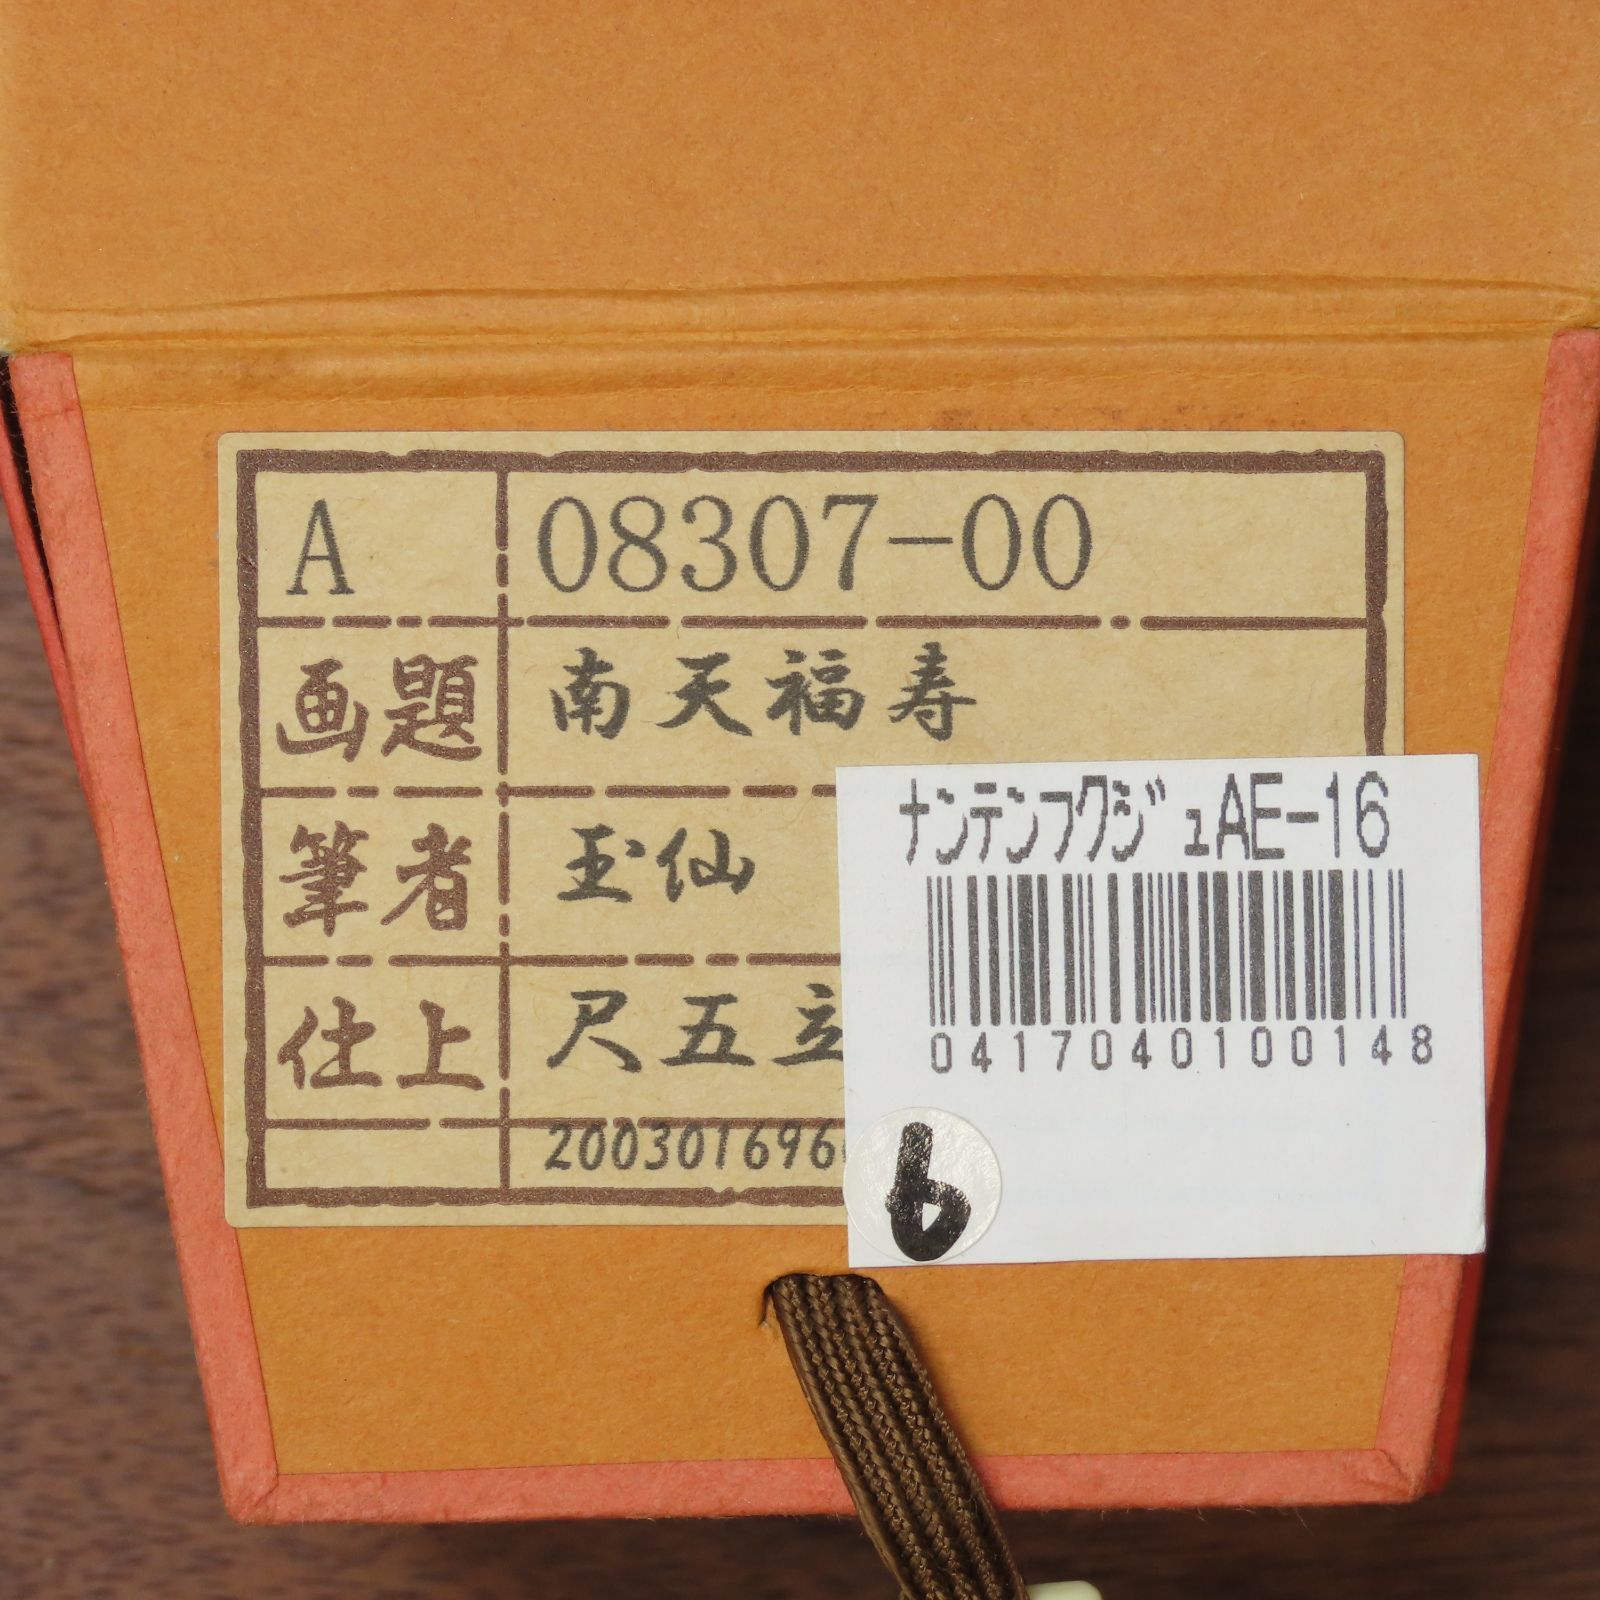 A 08307-00
画題 南天福寿
筆者 玉仙
仕上 尺五立
200301696
ﾅﾝﾃﾝﾌｸｼﾞｭAE-16
0417040100148
6